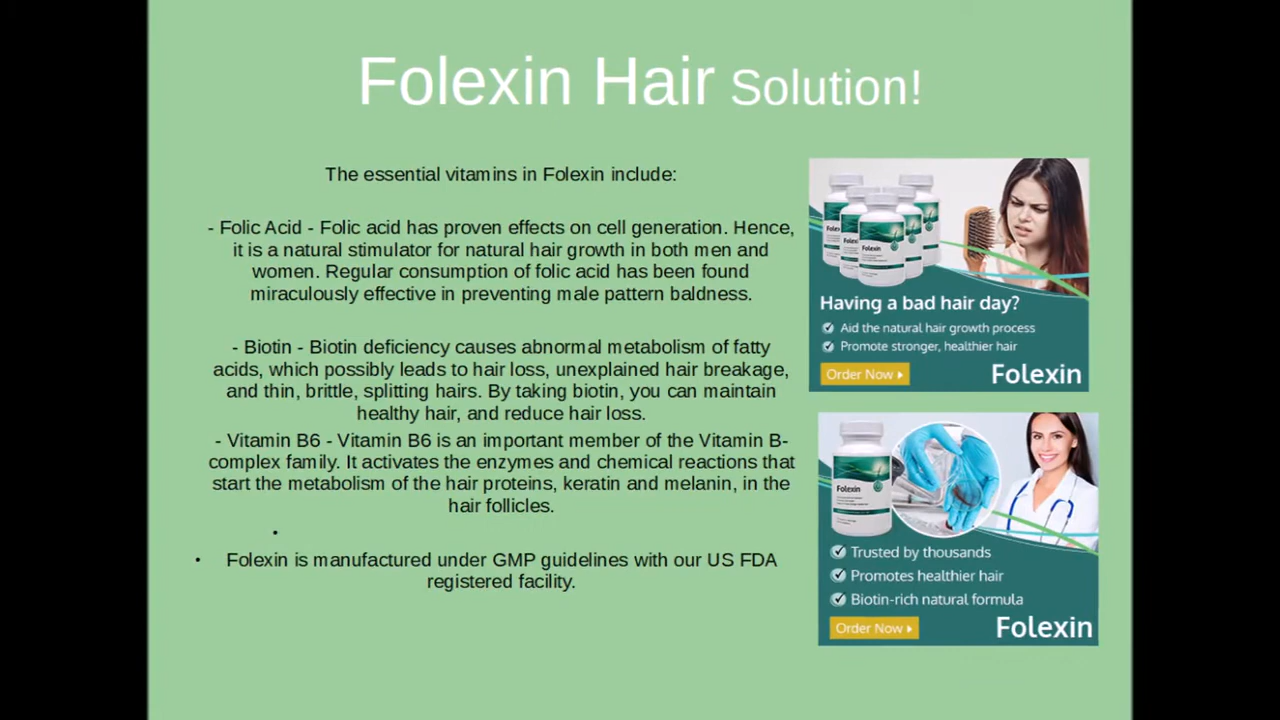 Folexin Hair Solution!
The essential vitamins in Folexin include:
- Folic Acid - Folic acid has proven effects on cell generation. Hence,
it is a natural stimulator for natural hair growth in both men and
women. Regular consumption of folic acid has been found
miraculously effective in preventing male pattern baldness.
- Biotin - Biotin deficiency causes abnormal metabolism of fatty
acids, which possibly leads to hair loss, unexplained hair breakage,
and thin, brittle, splitting hairs. By taking biotin, you can maintain
healthy hair, and reduce hair loss.
- Vitamin B6 - Vitamin B6 is an important member of the Vitamin B-
complex family. It activates the enzymes and chemical reactions that
start the metabolism of the hair proteins, keratin and melanin, in the
hair follicles.
•
• Folexin is manufactured under GMP guidelines with our US FDA
registered facility.
Folexin
Having a bad hair day?
Aid the natural hair growth process
Promote stronger, healthier hair
Order Now
Folexin
Folexin
Trusted by thousands
Promotes healthier hair
Biotin-rich natural formula
Order Now
Folexin